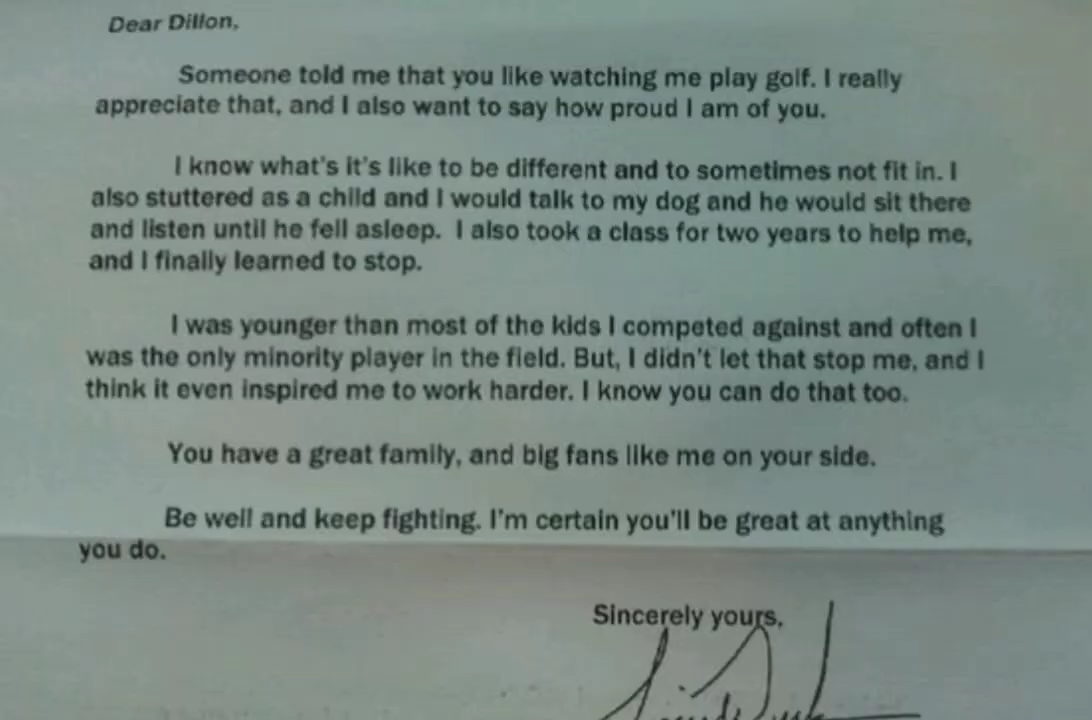 Dear Dillon,
Someone told me that you like watching me play golf. I really
appreciate that, and I also want to say how proud I am of you.
I know what's it's like to be different and to sometimes not fit in. I
also stuttered as a child and I would talk to my dog and he would sit there
and listen until he fell asleep. I also took a class for two years to help me,
and I finally learned to stop.
I was younger than most of the kids I competed against and often I
was the only minority player in the field. But, I didn't let that stop me, and I
think it even inspired me to work harder. I know you can do that too.
You have a great family, and big fans like me on your side.
Be well and keep fighting. I'm certain you'll be great at anything
you do.
Sincerely yours,